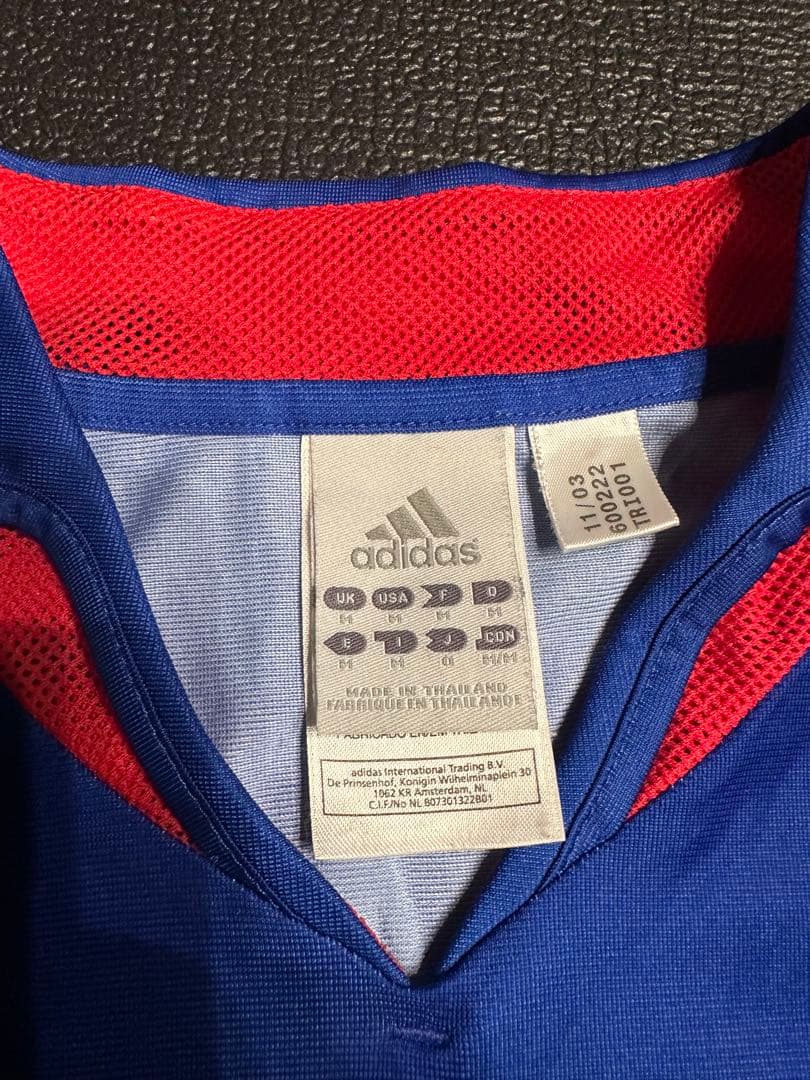 adidas
UK USA F D
M M M M
E I J CDN
M M O M/M
MADE IN THAILAND
FABRIQUE EN THAILANDE
adidas International Trading B.V.
De Prinsenhof, Konigin Wilhelminaplein 30
1062 KR Amsterdam, NL
C.I.F/No NL 807301322B01
11/03
600222
TRI001